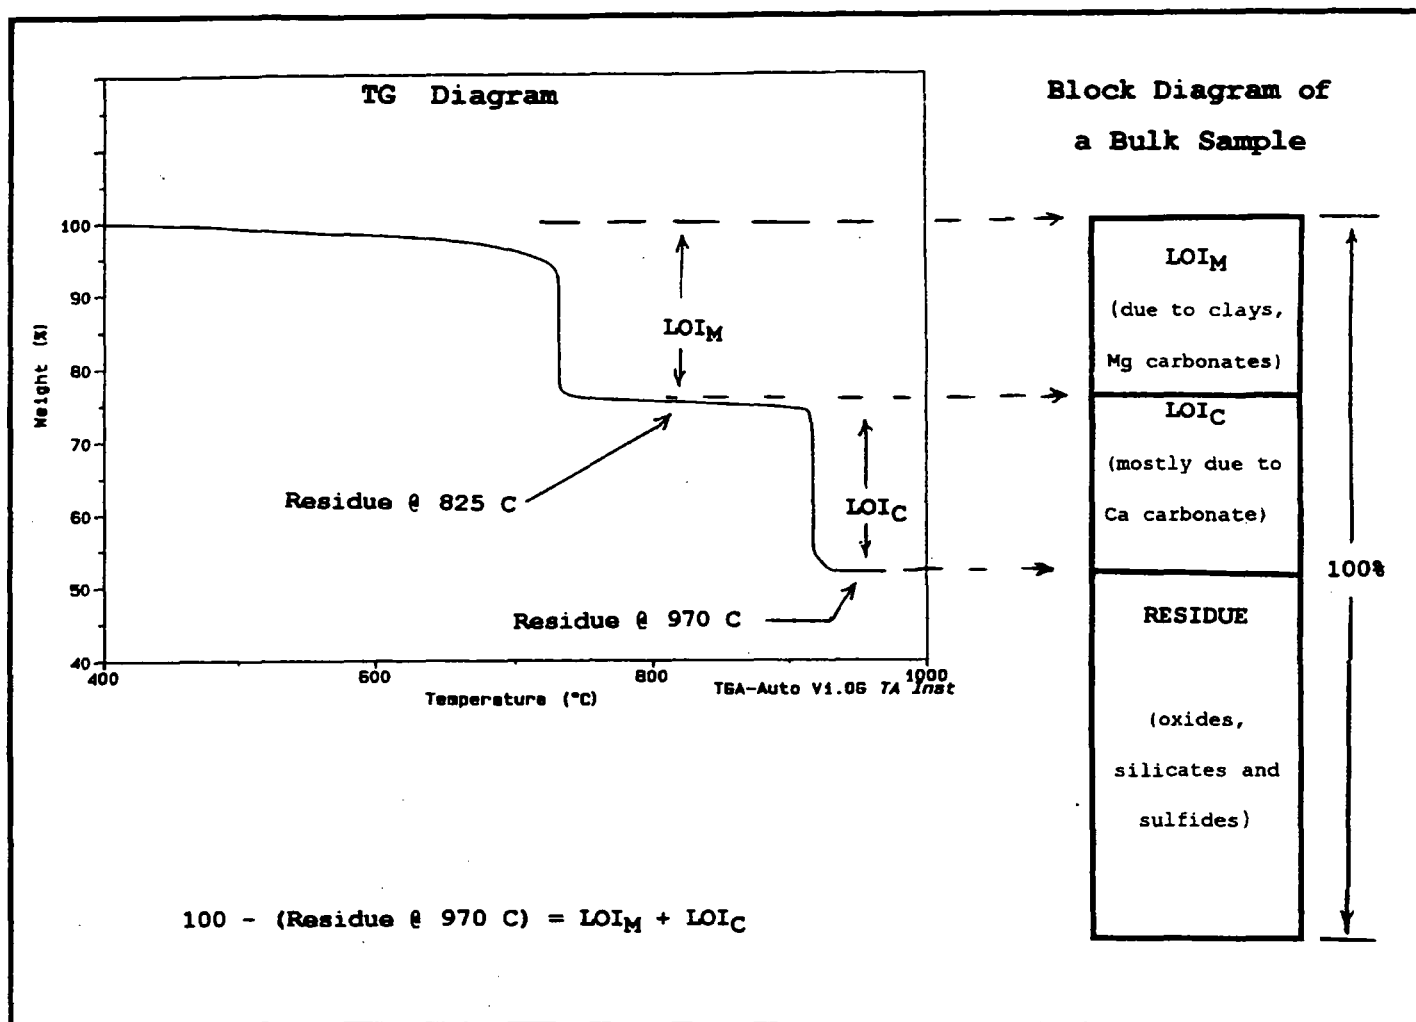 TG Diagram
Block Diagram of
a Bulk Sample
100
90
80
70
60
50
40
Weight (%)
400
600
800
1000
Temperature (°C)
TGA-Auto V1.0G TA Inst
LOIM
LOIC
Residue @ 825 C
Residue @ 970 C
LOIM
(due to clays,
Mg carbonates)
LOIC
(mostly due to
Ca carbonate)
RESIDUE
(oxides,
silicates and
sulfides)
100%
100 - (Residue @ 970 C) = LOIM + LOIC